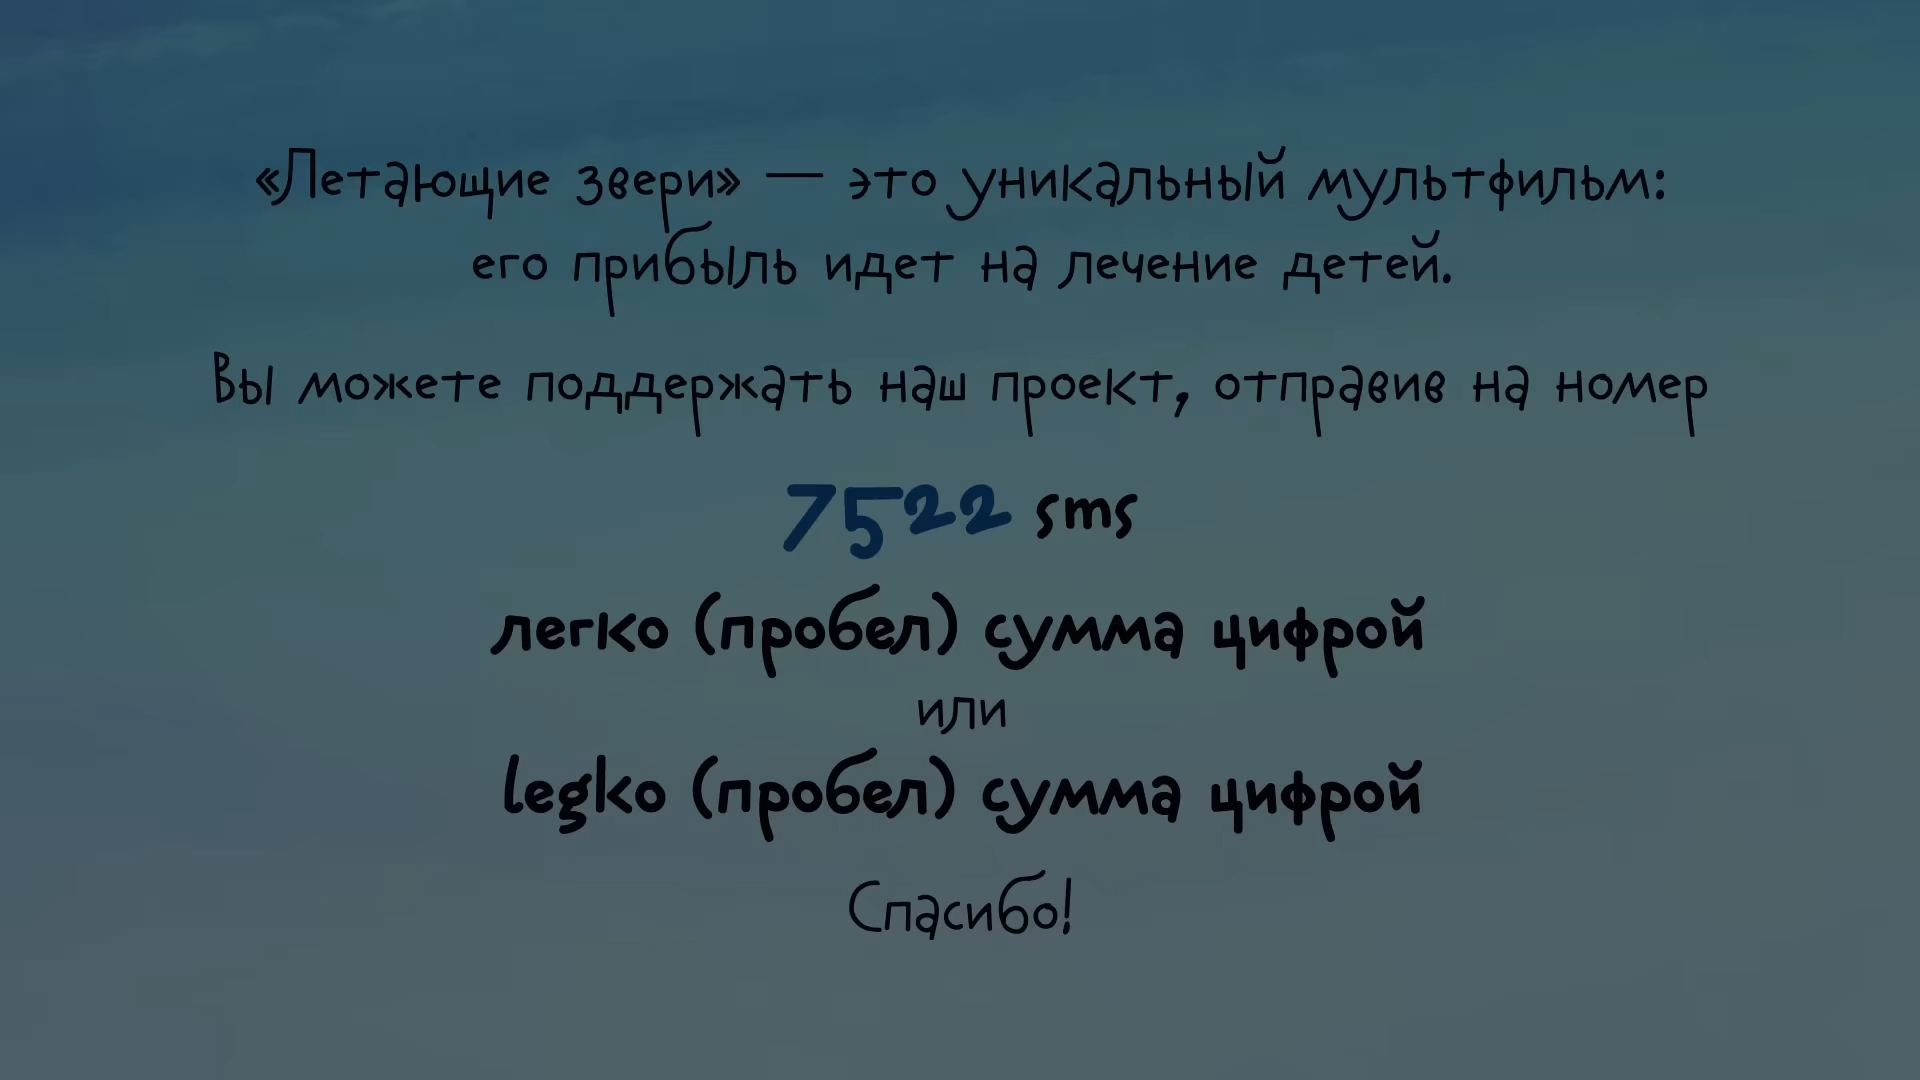 «Летающие звери» — это уникальный мультфильм:
его прибыль идет на лечение детей.
Вы можете поддержать наш проект, отправив на номер
7522 sms
легко (пробел) сумма цифрой
или
legko (пробел) сумма цифрой
Спасибо!